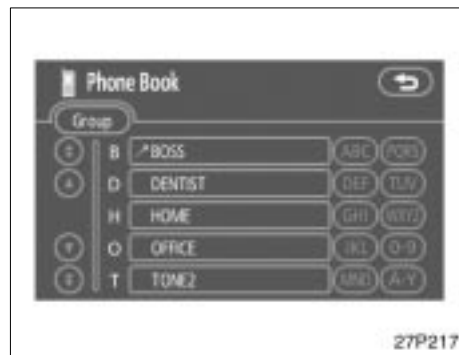 Phone Book
Group
B BOSS ABC PQRS
D DENTIST DEF TUV
H HOME GHI WXYZ
O OFFICE JKL 0-9
T TONE2 MNO
27P217